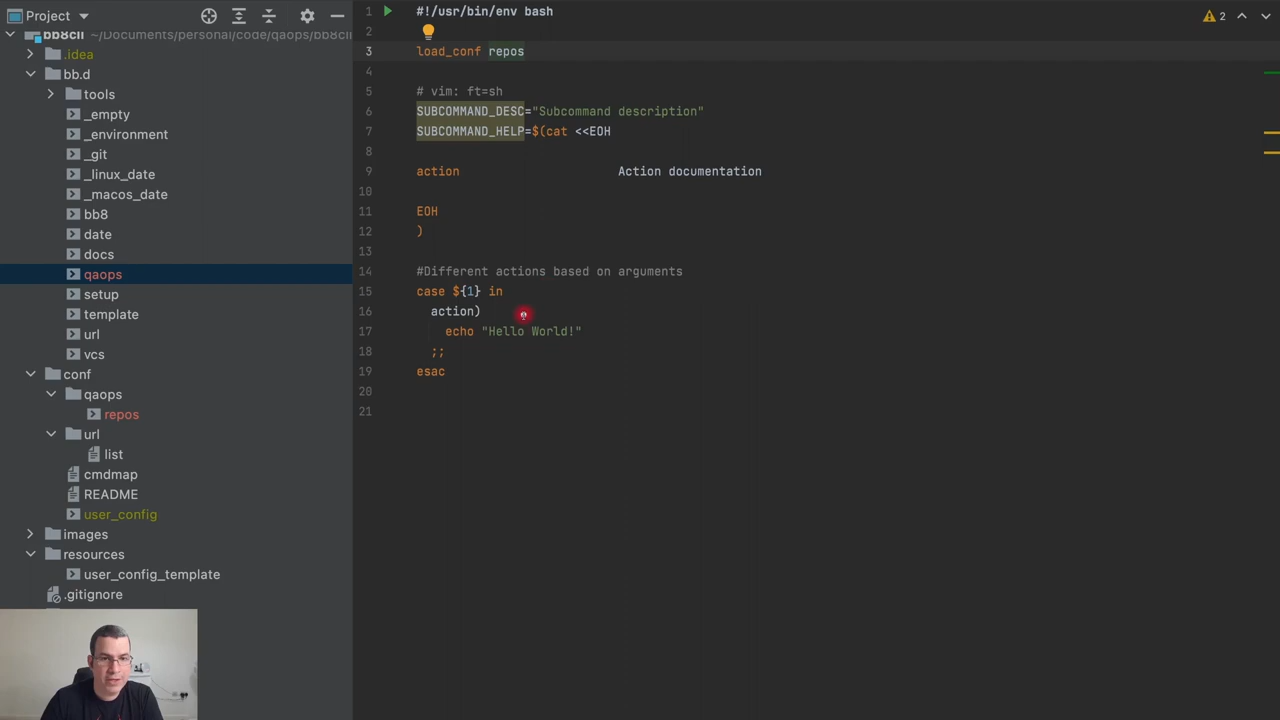 Project
bb8cli ~/Documents/personal/code/qaops/bb8cli
.idea
bb.d
tools
_empty
_environment
_git
_linux_date
_macos_date
bb8
date
docs
qaops
setup
template
url
vcs
conf
qaops
repos
url
list
cmdmap
README
user_config
images
resources
user_config_template
.gitignore
2
1 #!/usr/bin/env bash
2
3 load_conf repos
4
5 # vim: ft=sh
6 SUBCOMMAND_DESC="Subcommand description"
7 SUBCOMMAND_HELP=$(cat <<EOH
8
9 action Action documentation
10
11 EOH
12 )
13
14 #Different actions based on arguments
15 case ${1} in
16 action)
17 echo "Hello World!"
18 ;;
19 esac
20
21